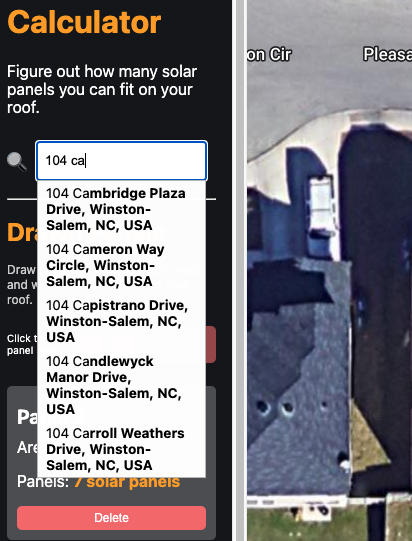 Calculator
on Cir
Pleasa
Figure out how many solar
panels you can fit on your
roof.
104 ca
104 Cambridge Plaza
Drive, Winston-
Salem, NC, USA
104 Cameron Way
Circle, Winston-
Salem, NC, USA
104 Capistrano Drive,
Winston-Salem, NC,
USA
104 Candlewyck
Manor Drive,
Winston-Salem, NC,
USA
104 Carroll Weathers
Drive, Winston-
Salem, NC, USA
Dra
Draw
and w
roof.
Click t
panel
Pa
Are
Panels: 7 solar panels
Delete